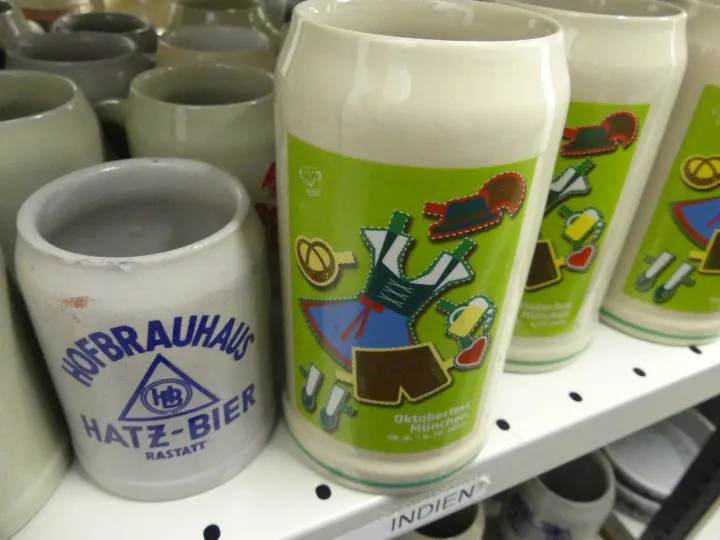 HOFBRAUHAUS
HB
HATZ-BIER
RASTATT
Oktoberfest
München
INDIEN